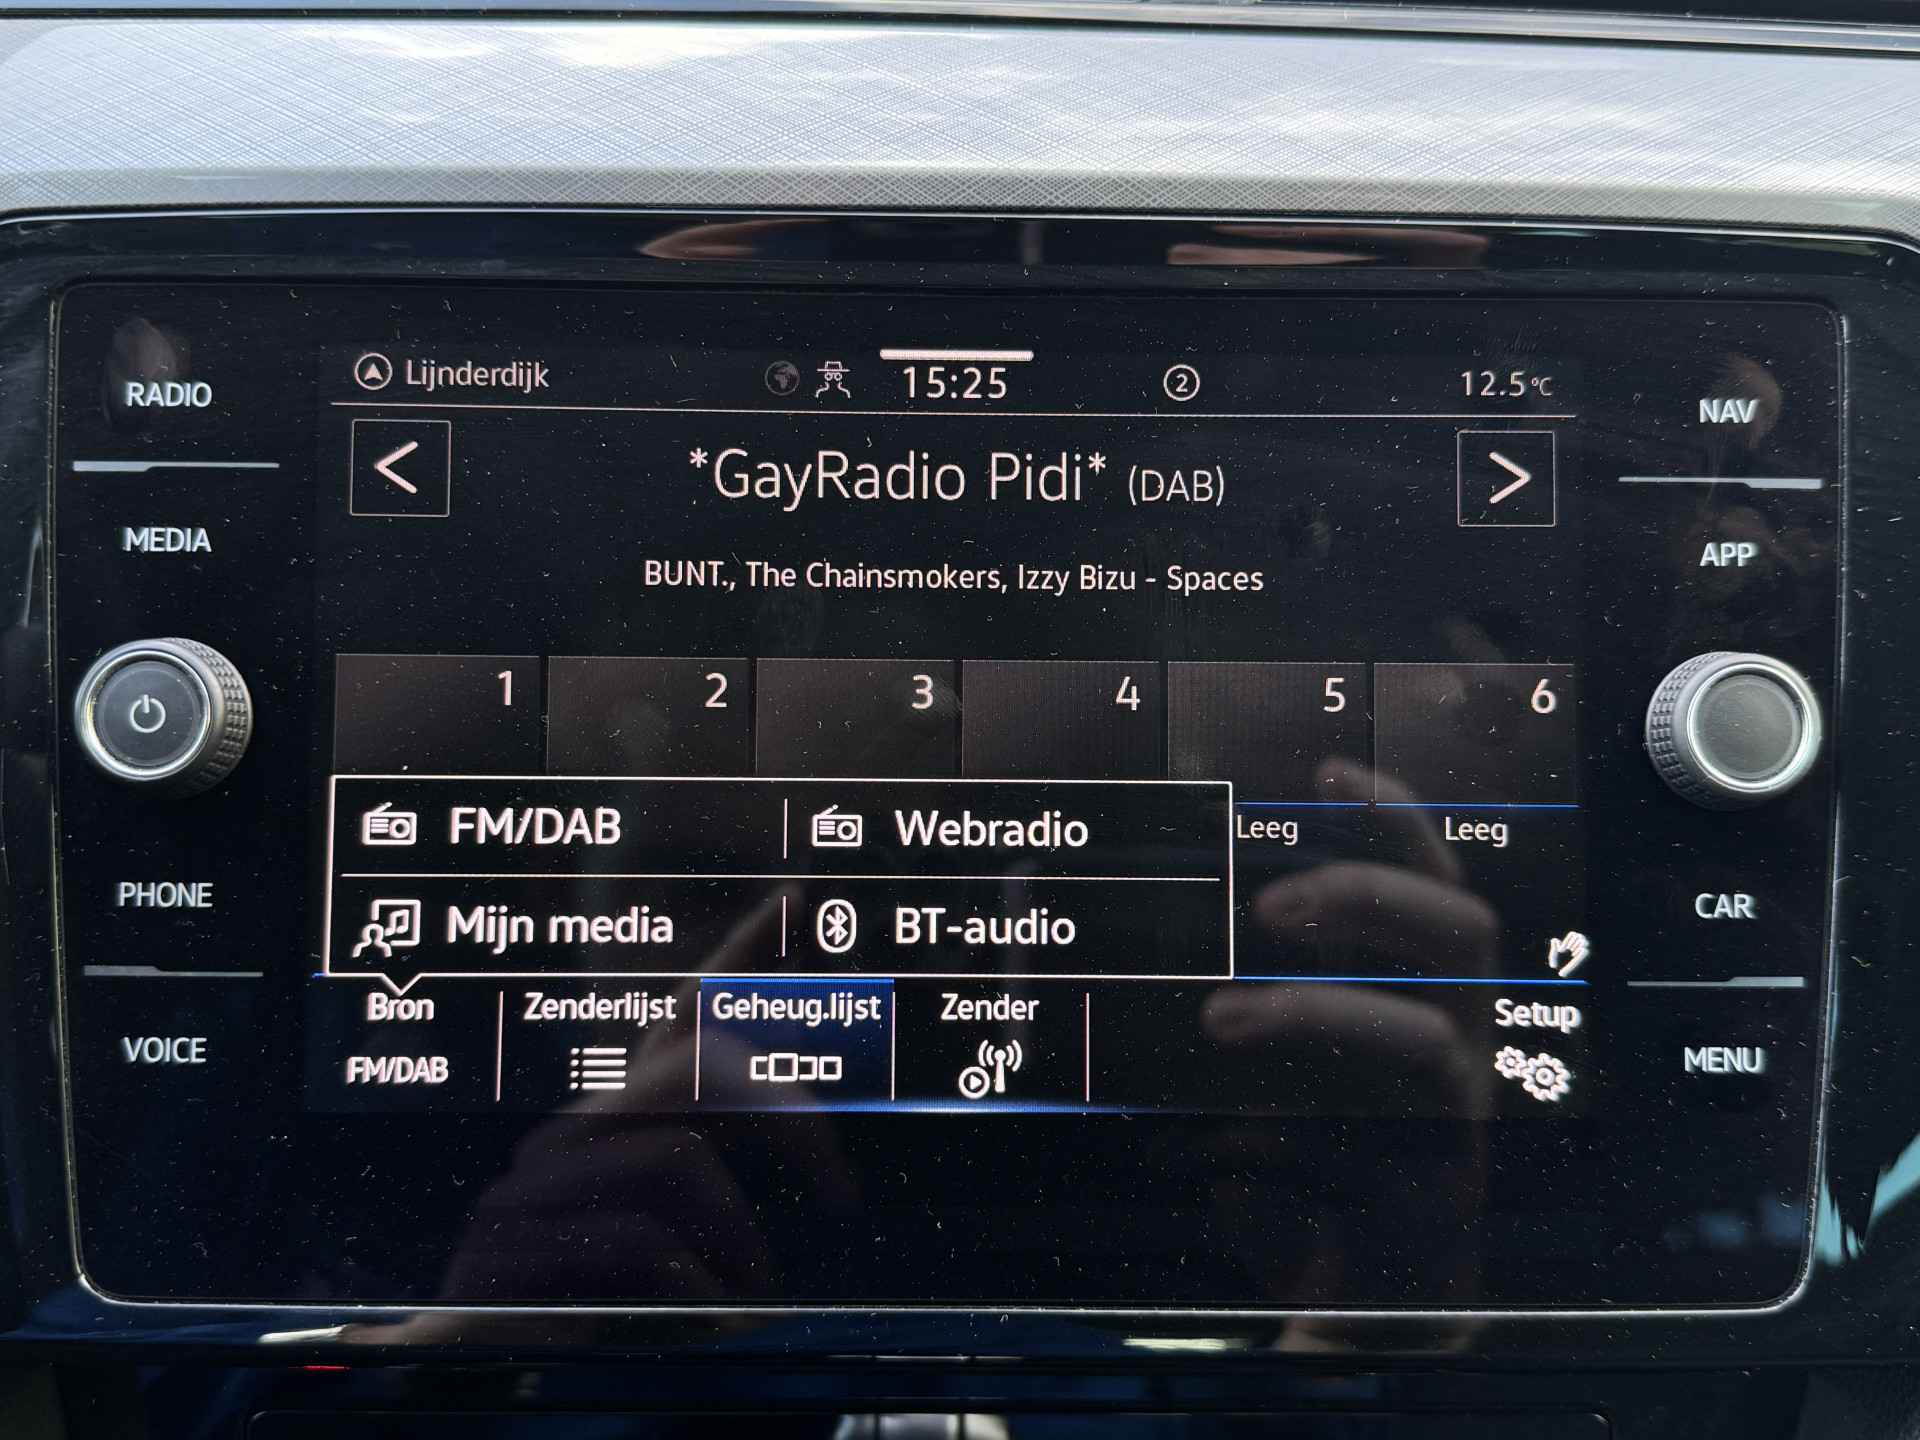 RADIO
MEDIA
PHONE
VOICE
Lijnderdijk
15:25
2
12.5°C
<
*GayRadio Pidi* (DAB)
>
BUNT., The Chainsmokers, Izzy Bizu - Spaces
1 2 3 4 5 6
FM/DAB Webradio
Mijn media BT-audio
Leeg Leeg
Bron Zenderlijst Geheug.lijst Zender Setup
FM/DAB
NAV
APP
CAR
MENU